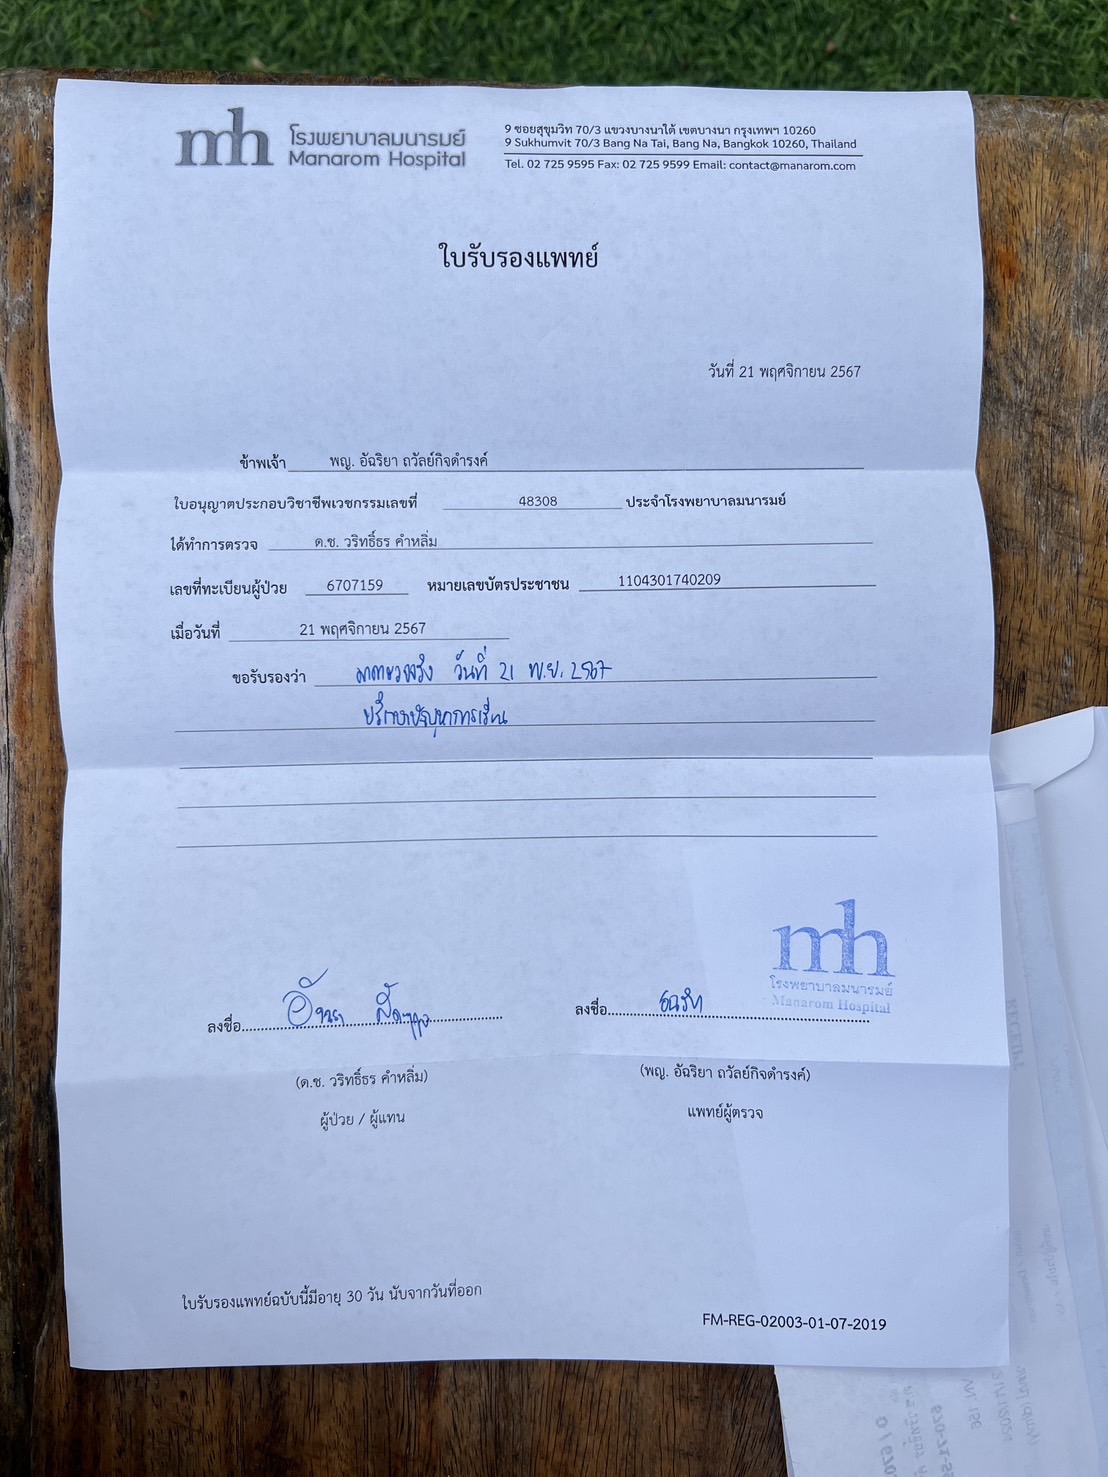 mh โรงพยาบาลมนารมย์
Manarom Hospital
9 ซอยสุขุมวิท 70/3 แขวงบางนาใต้ เขตบางนา กรุงเทพฯ 10260
9 Sukhumvit 70/3 Bang Na Tai, Bang Na, Bangkok 10260, Thailand
Tel. 02 725 9595 Fax: 02 725 9599 Email: contact@manarom.com
ใบรับรองแพทย์
วันที่ 21 พฤศจิกายน 2567
ข้าพเจ้า พญ. อัฉริยา ถวัลย์กิจดำรงค์
ใบอนุญาตประกอบวิชาชีพเวชกรรมเลขที่ 48308 ประจำโรงพยาบาลมนารมย์
ได้ทำการตรวจ ด.ช. วริทธิ์ธร คำหลิ่ม
เลขที่ทะเบียนผู้ป่วย 6707159 หมายเลขบัตรประชาชน 1104301740209
เมื่อวันที่ 21 พฤศจิกายน 2567
ขอรับรองว่า มาตรวจจริง วันที่ 21 พ.ย. 2567
ปรึกษาปัญหาการเรียน
mh
โรงพยาบาลมนารมย์
Manarom Hospital
ลงชื่อ ลงชื่อ
(ด.ช. วริทธิ์ธร คำหลิ่ม) (พญ. อัฉริยา ถวัลย์กิจดำรงค์)
ผู้ป่วย / ผู้แทน แพทย์ผู้ตรวจ
ใบรับรองแพทย์ฉบับนี้มีอายุ 30 วัน นับจากวันที่ออก
FM-REG-02003-01-07-2019